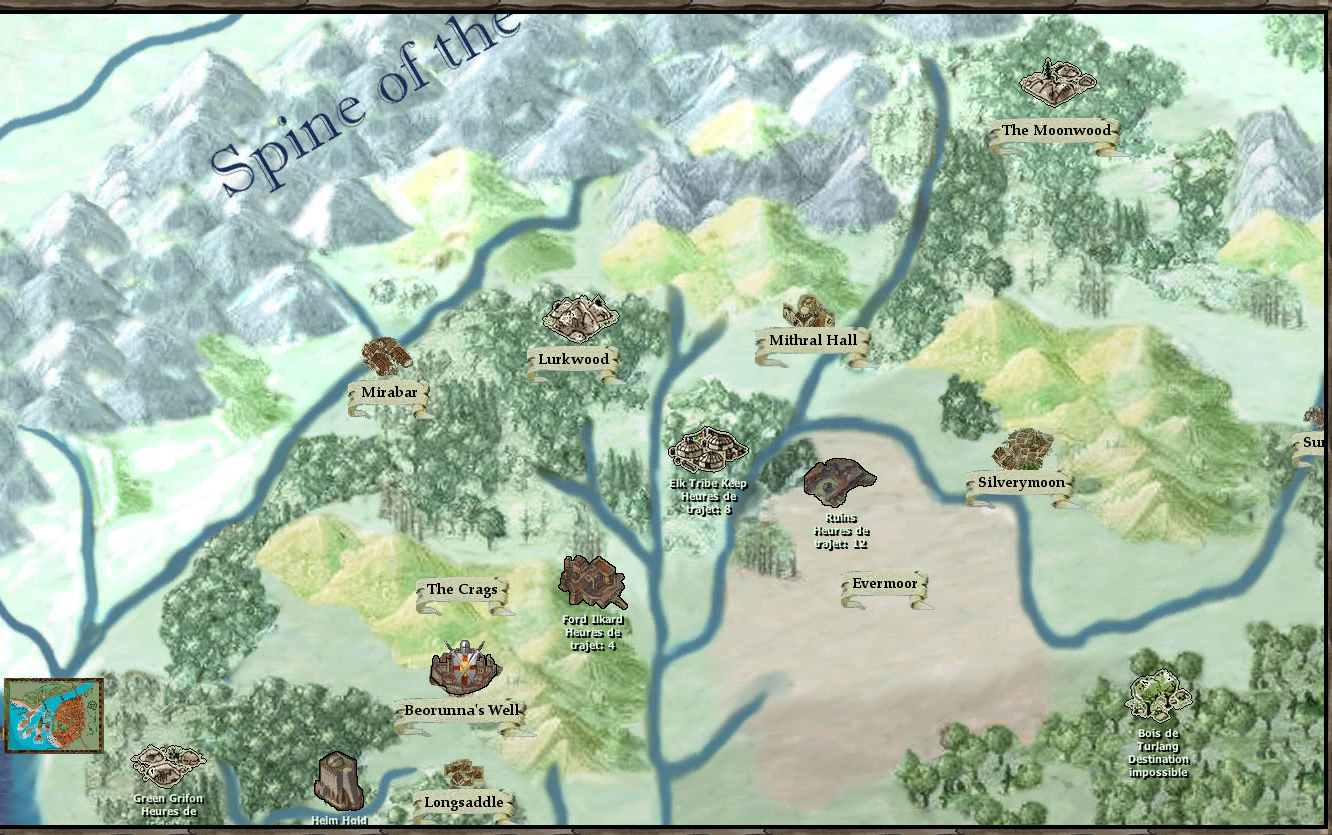 Spine of the
The Moonwood
Mithral Hall
Lurkwood
Mirabar
Silverymoon
Elk Tribe Keep
Heures de
trajet: 8
Ruins
Heures de
trajet: 12
The Crags
Evermoor
Ford Ilkard
Heures de
trajet: 4
Beorunna's Well
Bois de
Turlang
Destination
impossible
Green Grifon
Heures de
Longsaddle
Helm Hold